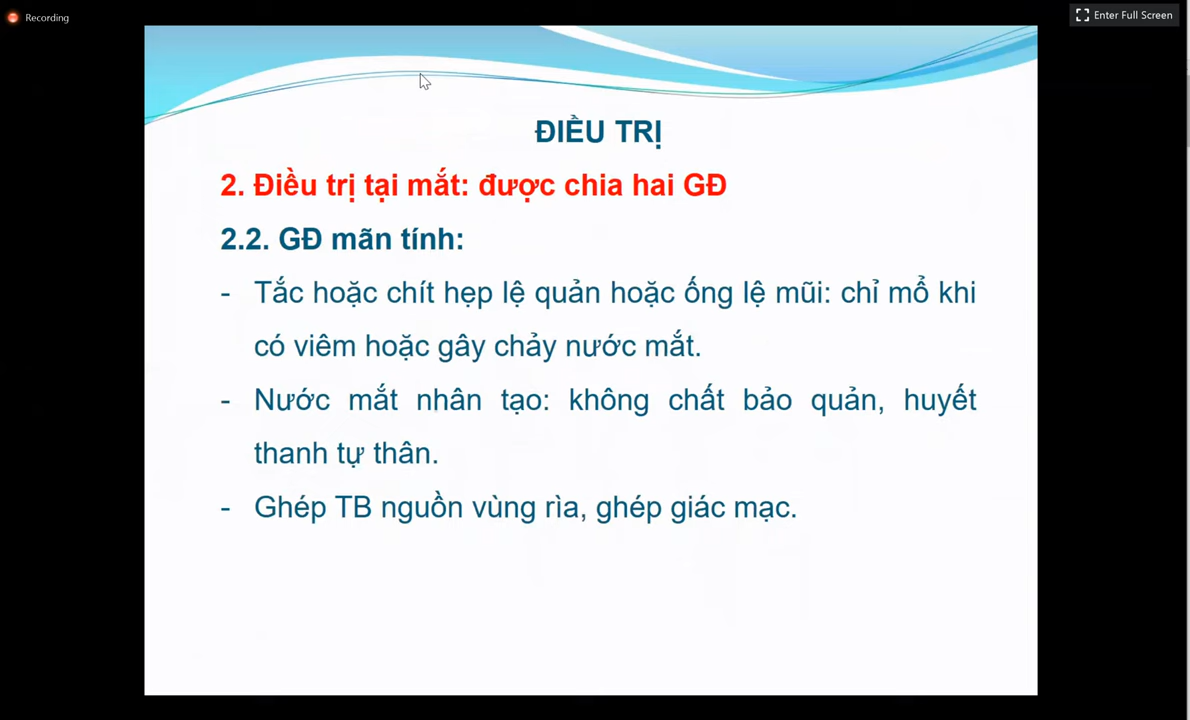 Recording
Enter Full Screen
ĐIỀU TRỊ
2. Điều trị tại mắt: được chia hai GĐ
2.2. GĐ mãn tính:
- Tắc hoặc chít hẹp lệ quản hoặc ống lệ mũi: chỉ mổ khi
có viêm hoặc gây chảy nước mắt.
- Nước mắt nhân tạo: không chất bảo quản, huyết
thanh tự thân.
- Ghép TB nguồn vùng rìa, ghép giác mạc.